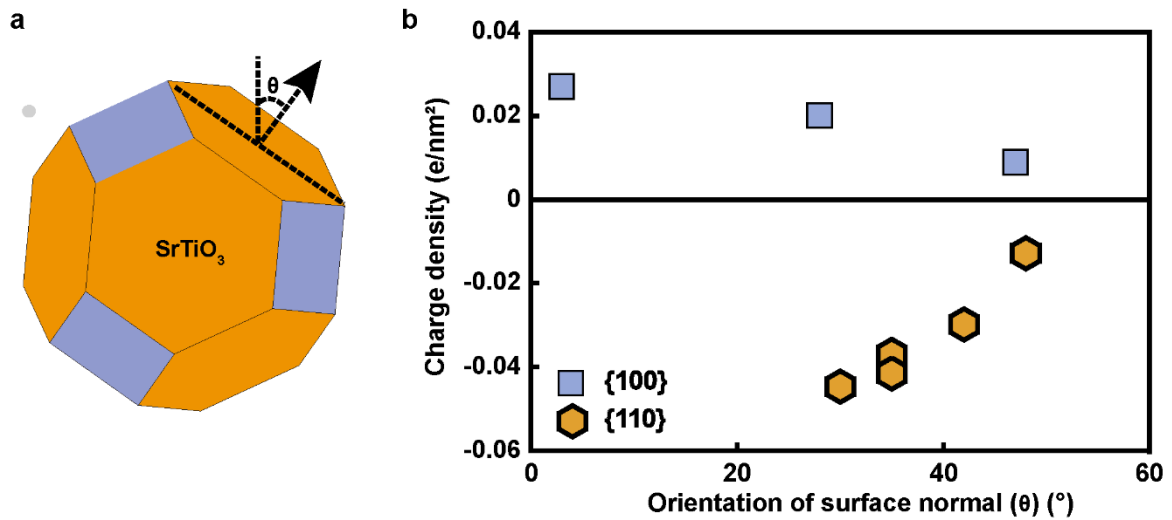 a
θ
SrTiO₃
b
Charge density (e/nm²)
0.04
0.02
0
-0.02
-0.04
-0.06
{100}
{110}
0
20
40
60
Orientation of surface normal (θ) (°)